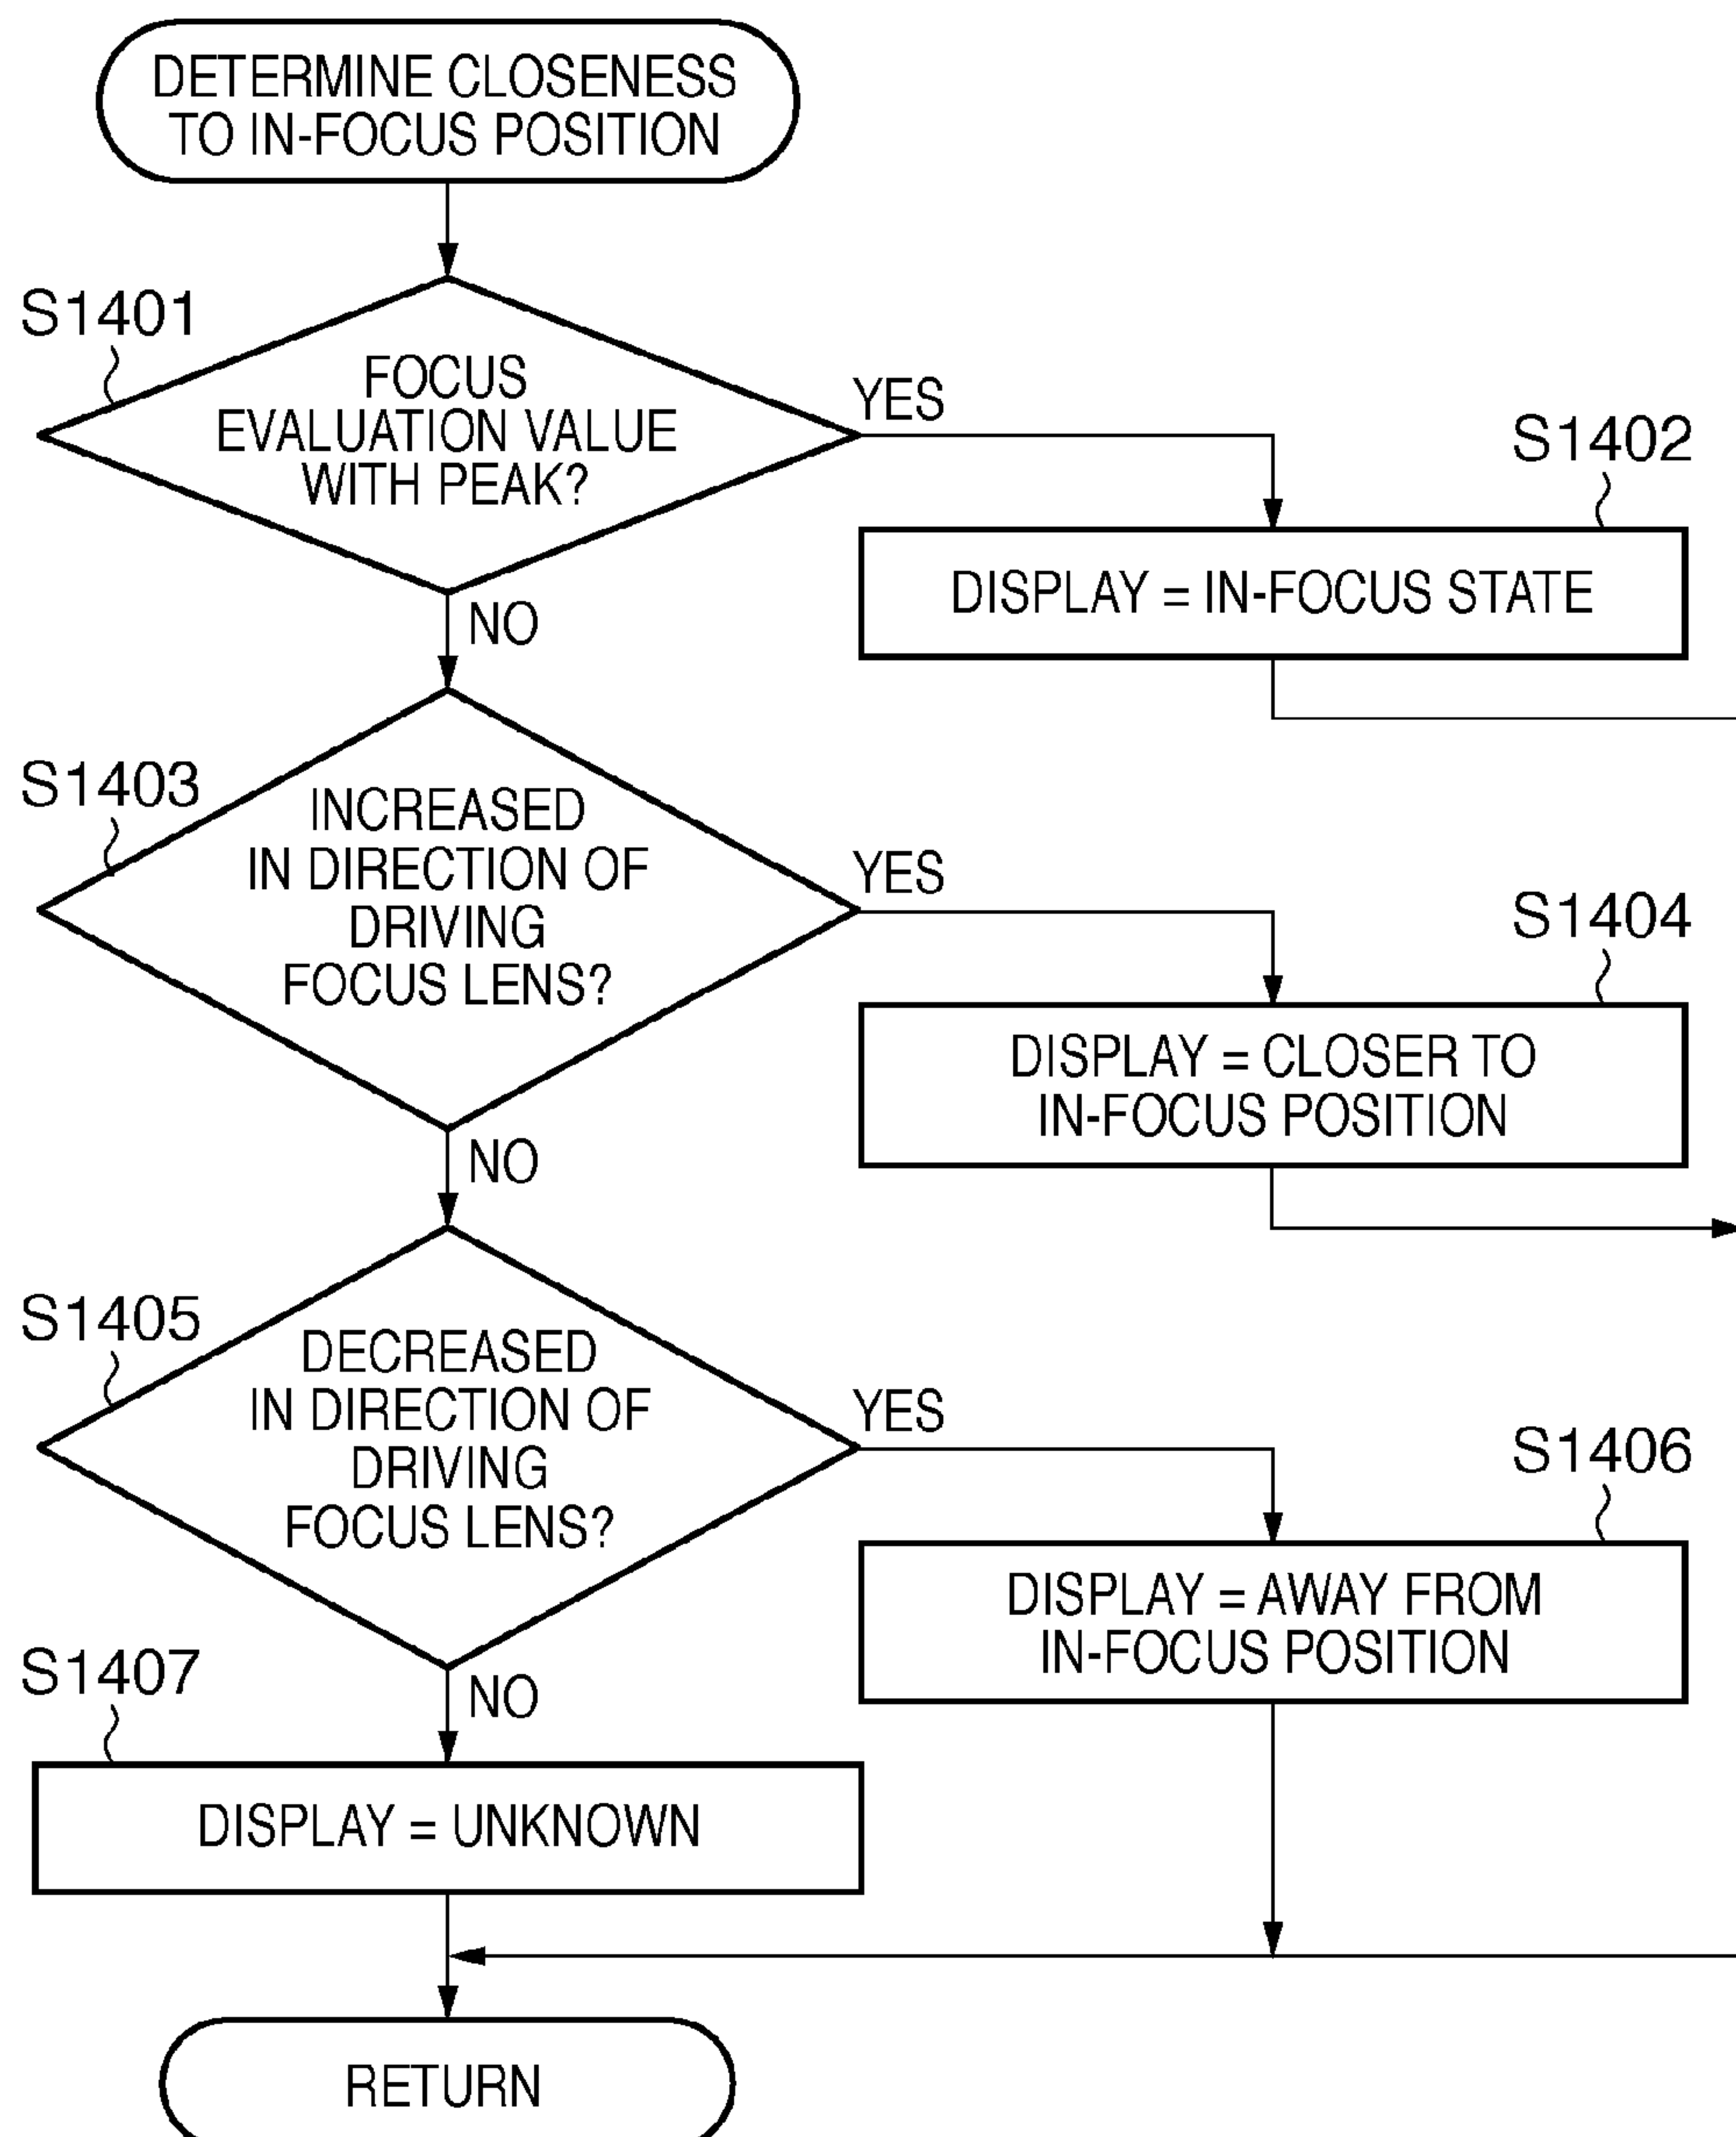 DETERMINE CLOSENESS
TO IN-FOCUS POSITION
S1401
FOCUS
EVALUATION VALUE
WITH PEAK?
YES
S1402
DISPLAY = IN-FOCUS STATE
NO
S1403
INCREASED
IN DIRECTION OF
DRIVING
FOCUS LENS?
YES
S1404
DISPLAY = CLOSER TO
IN-FOCUS POSITION
NO
S1405
DECREASED
IN DIRECTION OF
DRIVING
FOCUS LENS?
YES
S1406
DISPLAY = AWAY FROM
IN-FOCUS POSITION
NO
S1407
DISPLAY = UNKNOWN
RETURN